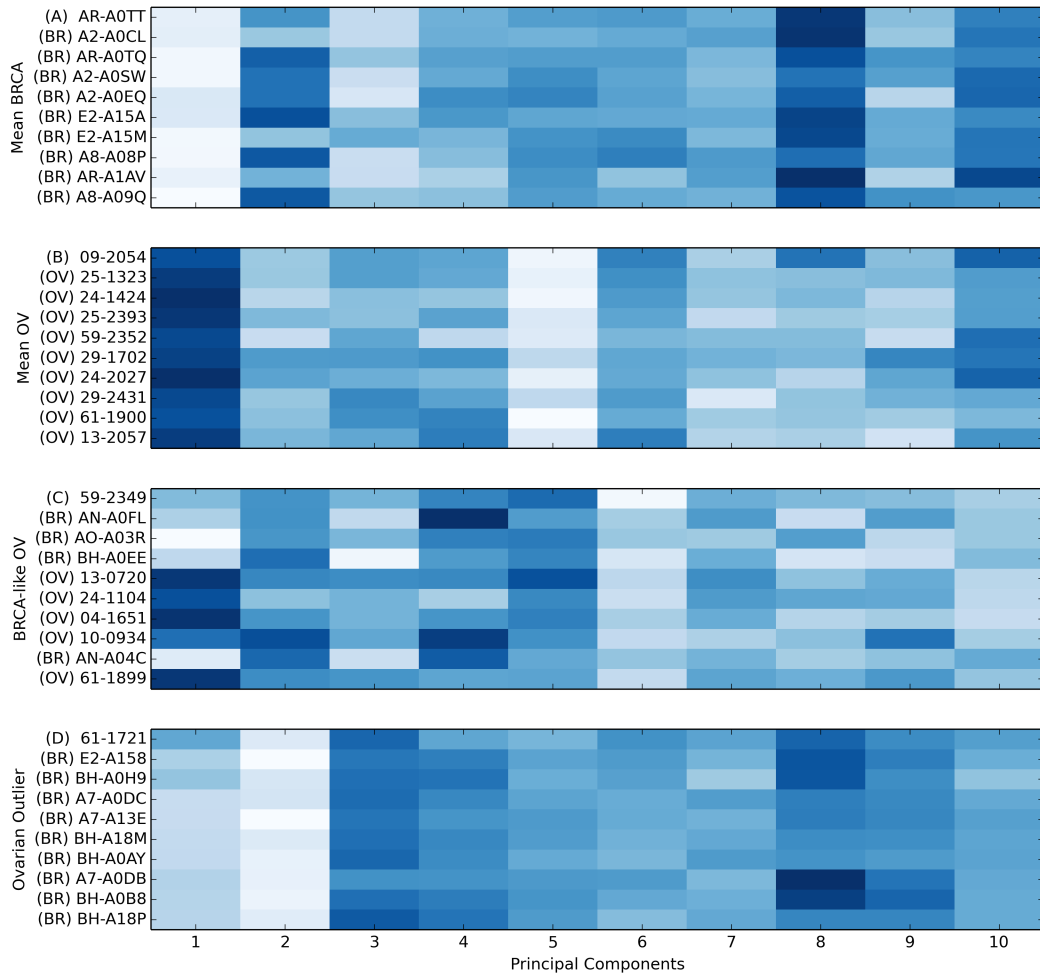 Mean BRCA
(A) AR-A0TT
(BR) A2-A0CL
(BR) AR-A0TQ
(BR) A2-A0SW
(BR) A2-A0EQ
(BR) E2-A15A
(BR) E2-A15M
(BR) A8-A08P
(BR) AR-A1AV
(BR) A8-A09Q
Mean OV
(B) 09-2054
(OV) 25-1323
(OV) 24-1424
(OV) 25-2393
(OV) 59-2352
(OV) 29-1702
(OV) 24-2027
(OV) 29-2431
(OV) 61-1900
(OV) 13-2057
BRCA-like OV
(C) 59-2349
(BR) AN-A0FL
(BR) AO-A03R
(BR) BH-A0EE
(OV) 13-0720
(OV) 24-1104
(OV) 04-1651
(OV) 10-0934
(BR) AN-A04C
(OV) 61-1899
Ovarian Outlier
(D) 61-1721
(BR) E2-A158
(BR) BH-A0H9
(BR) A7-A0DC
(BR) A7-A13E
(BR) BH-A18M
(BR) BH-A0AY
(BR) A7-A0DB
(BR) BH-A0B8
(BR) BH-A18P
1 2 3 4 5 6 7 8 9 10
Principal Components